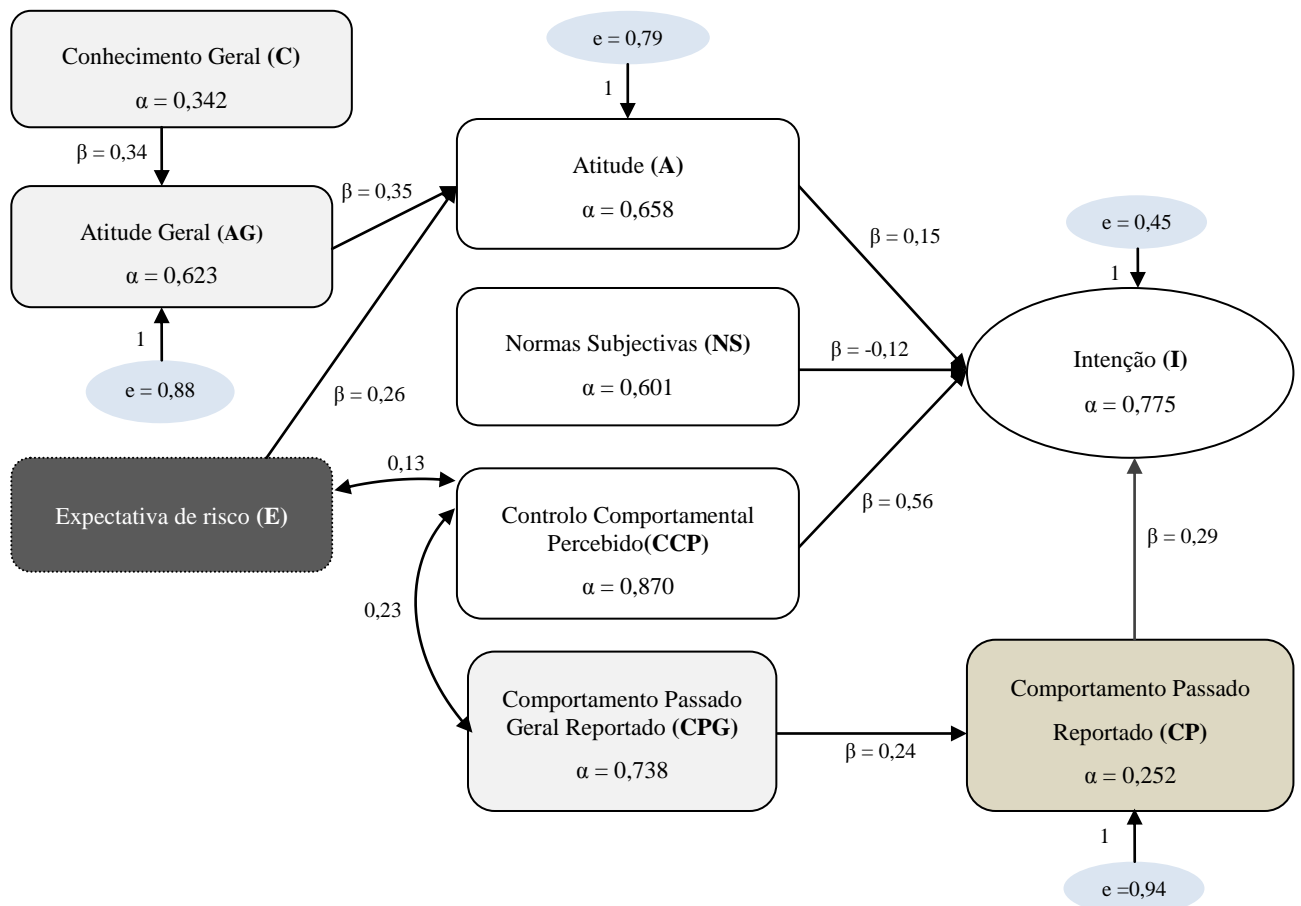 Conhecimento Geral (C)
α = 0,342
β = 0,34
Atitude Geral (AG)
α = 0,623
1
e = 0,88
β = 0,35
β = 0,26
Expectativa de risco (E)
e = 0,79
1
Atitude (A)
α = 0,658
β = 0,15
Normas Subjectivas (NS)
α = 0,601
β = -0,12
0,13
Controlo Comportamental
Percebido(CCP)
α = 0,870
β = 0,56
0,23
Comportamento Passado
Geral Reportado (CPG)
α = 0,738
β = 0,24
e = 0,45
1
Intenção (I)
α = 0,775
β = 0,29
Comportamento Passado
Reportado (CP)
α = 0,252
1
e =0,94